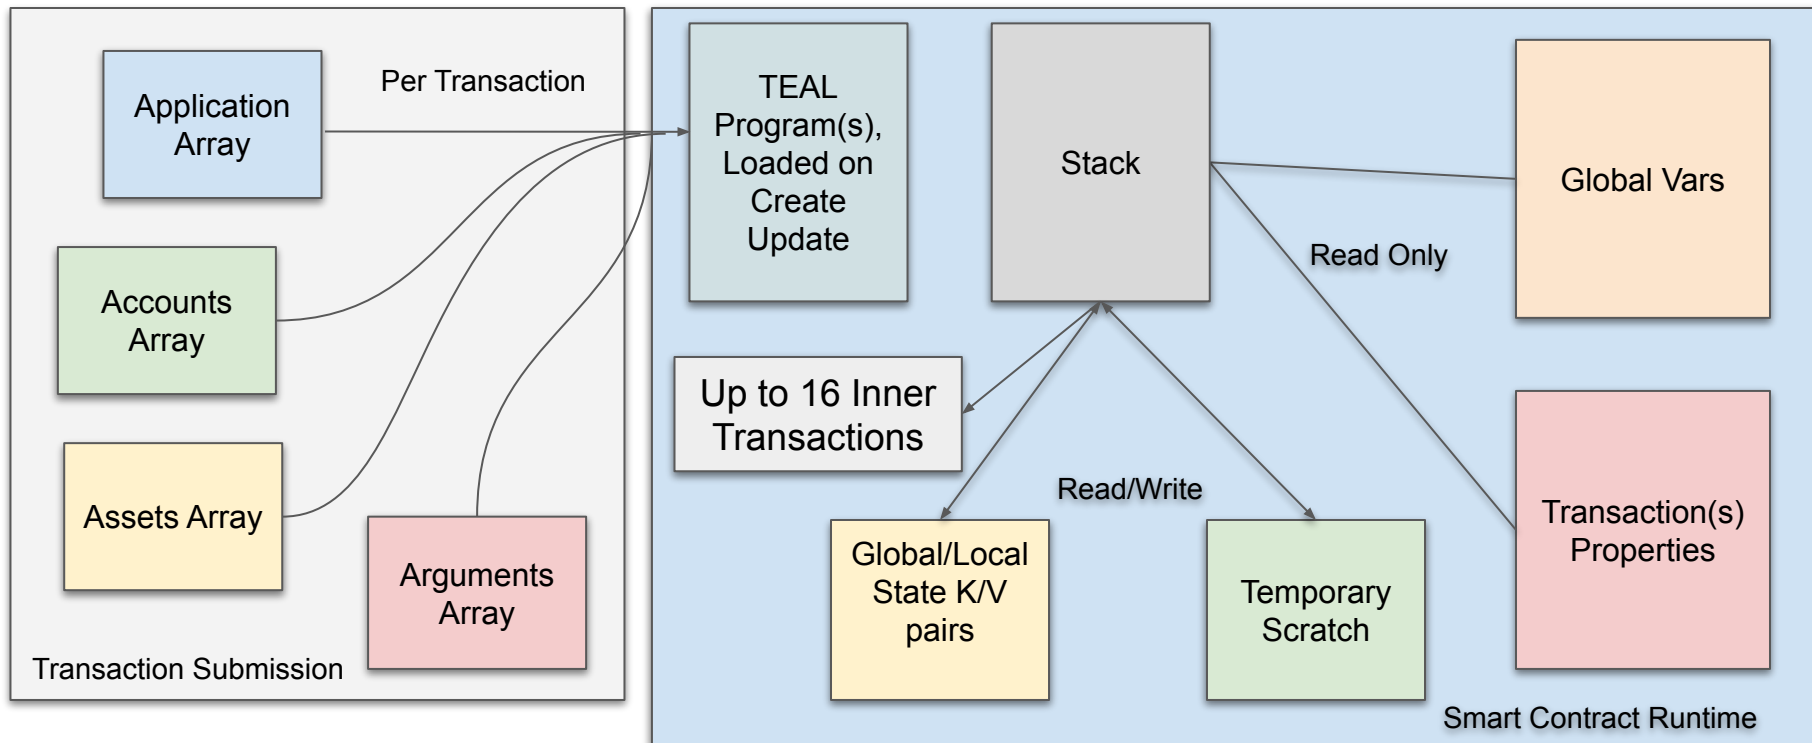 Per Transaction
Application
Array
Accounts
Array
Assets Array
Arguments
Array
Transaction Submission
TEAL
Program(s),
Loaded on
Create
Update
Stack
Global Vars
Read Only
Up to 16 Inner
Transactions
Read/Write
Global/Local
State K/V
pairs
Temporary
Scratch
Transaction(s)
Properties
Smart Contract Runtime